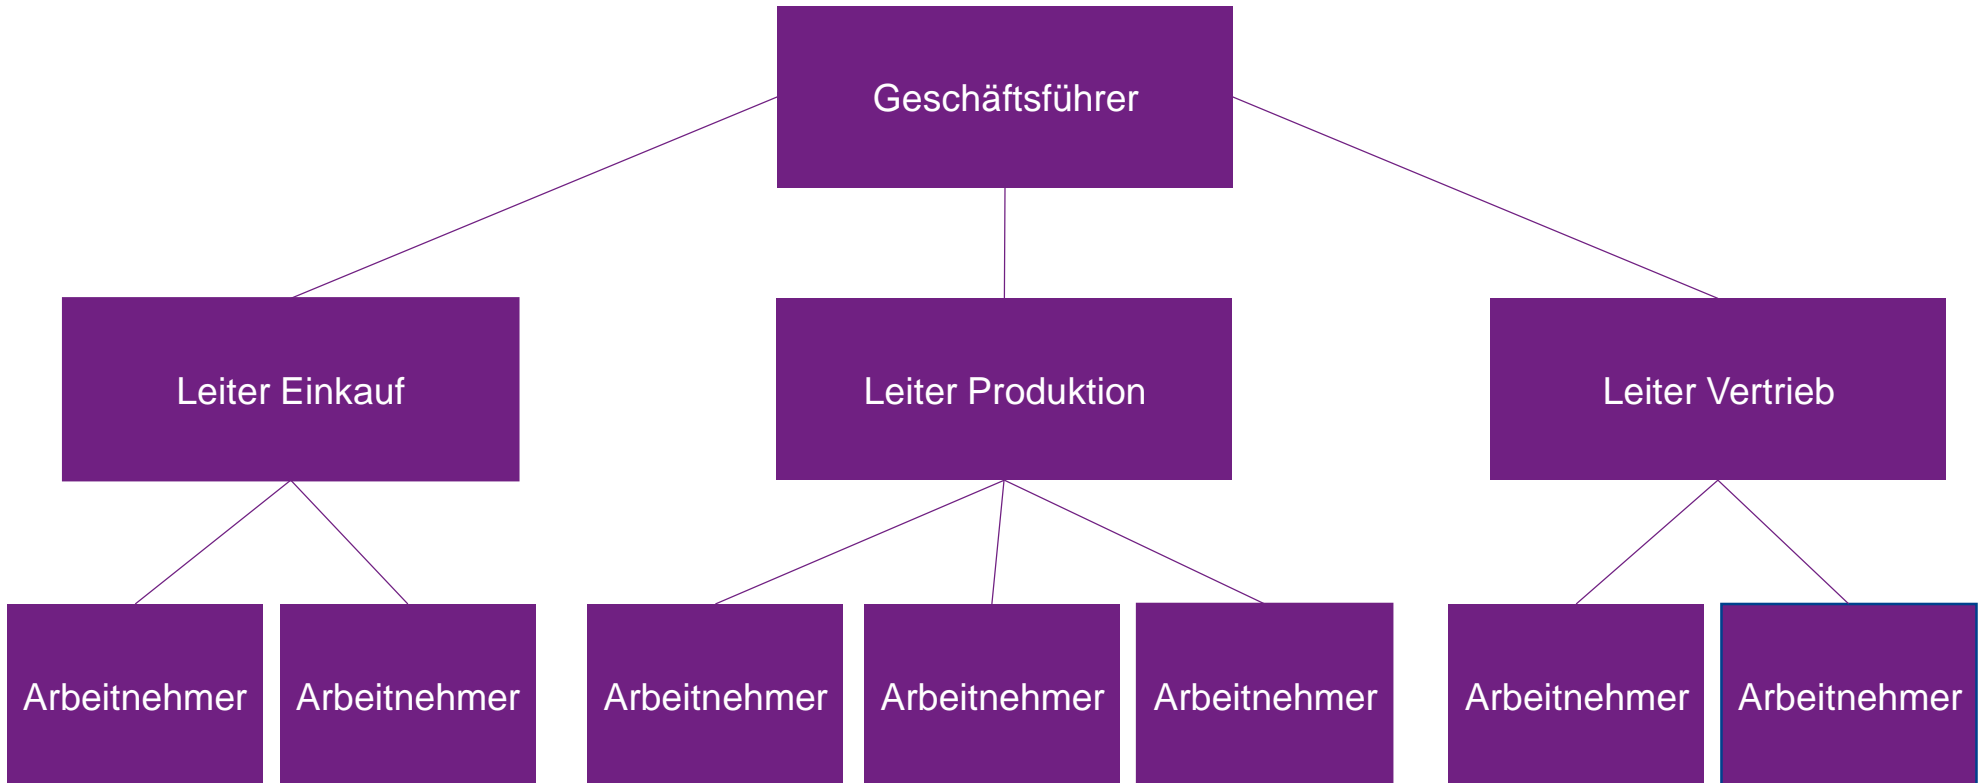 Geschäftsführer
Leiter Einkauf
Leiter Produktion
Leiter Vertrieb
Arbeitnehmer
Arbeitnehmer
Arbeitnehmer
Arbeitnehmer
Arbeitnehmer
Arbeitnehmer
Arbeitnehmer